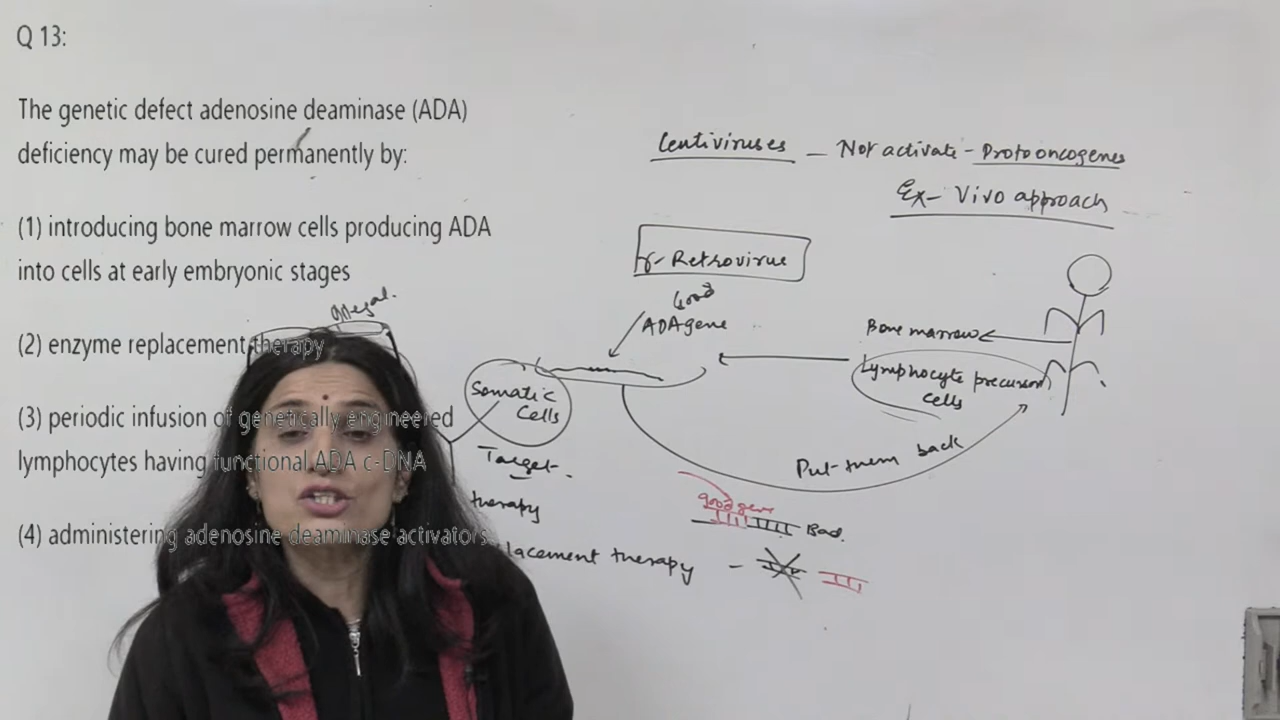 Q 13:
The genetic defect adenosine deaminase (ADA)
deficiency may be cured permanently by:
(1) introducing bone marrow cells producing ADA
into cells at early embryonic stages
(2) enzyme replacement therapy
(3) periodic infusion of genetically engineered
lymphocytes having functional ADA c-DNA
(4) administering adenosine deaminase activators
Lentiviruses - Not activate - Protooncogenes
Ex-Vivo approach
γ- Retrovirus
Good
ADA gene
Bone marrow
Lymphocyte precursor
cells
Somatic
Cells
Target
therapy
Put them back
good gene
Bad.
lacement therapy -